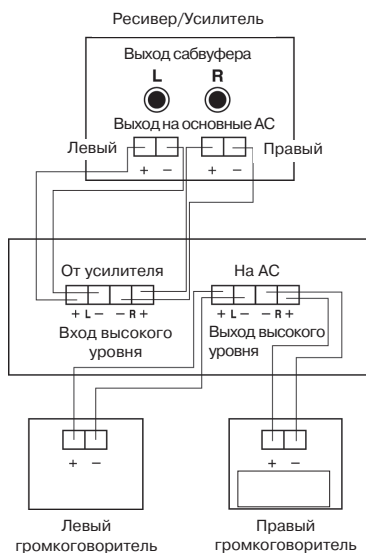 Ресивер/Усилитель
Выход сабвуфера
L R
Выход на основные АС
Левый Правый
+ − + −
От усилителя На АС
+ L − − R + + L − − R +
Вход высокого Выход высокого
уровня уровня
+ − + −
Левый Правый
громкоговоритель громкоговоритель